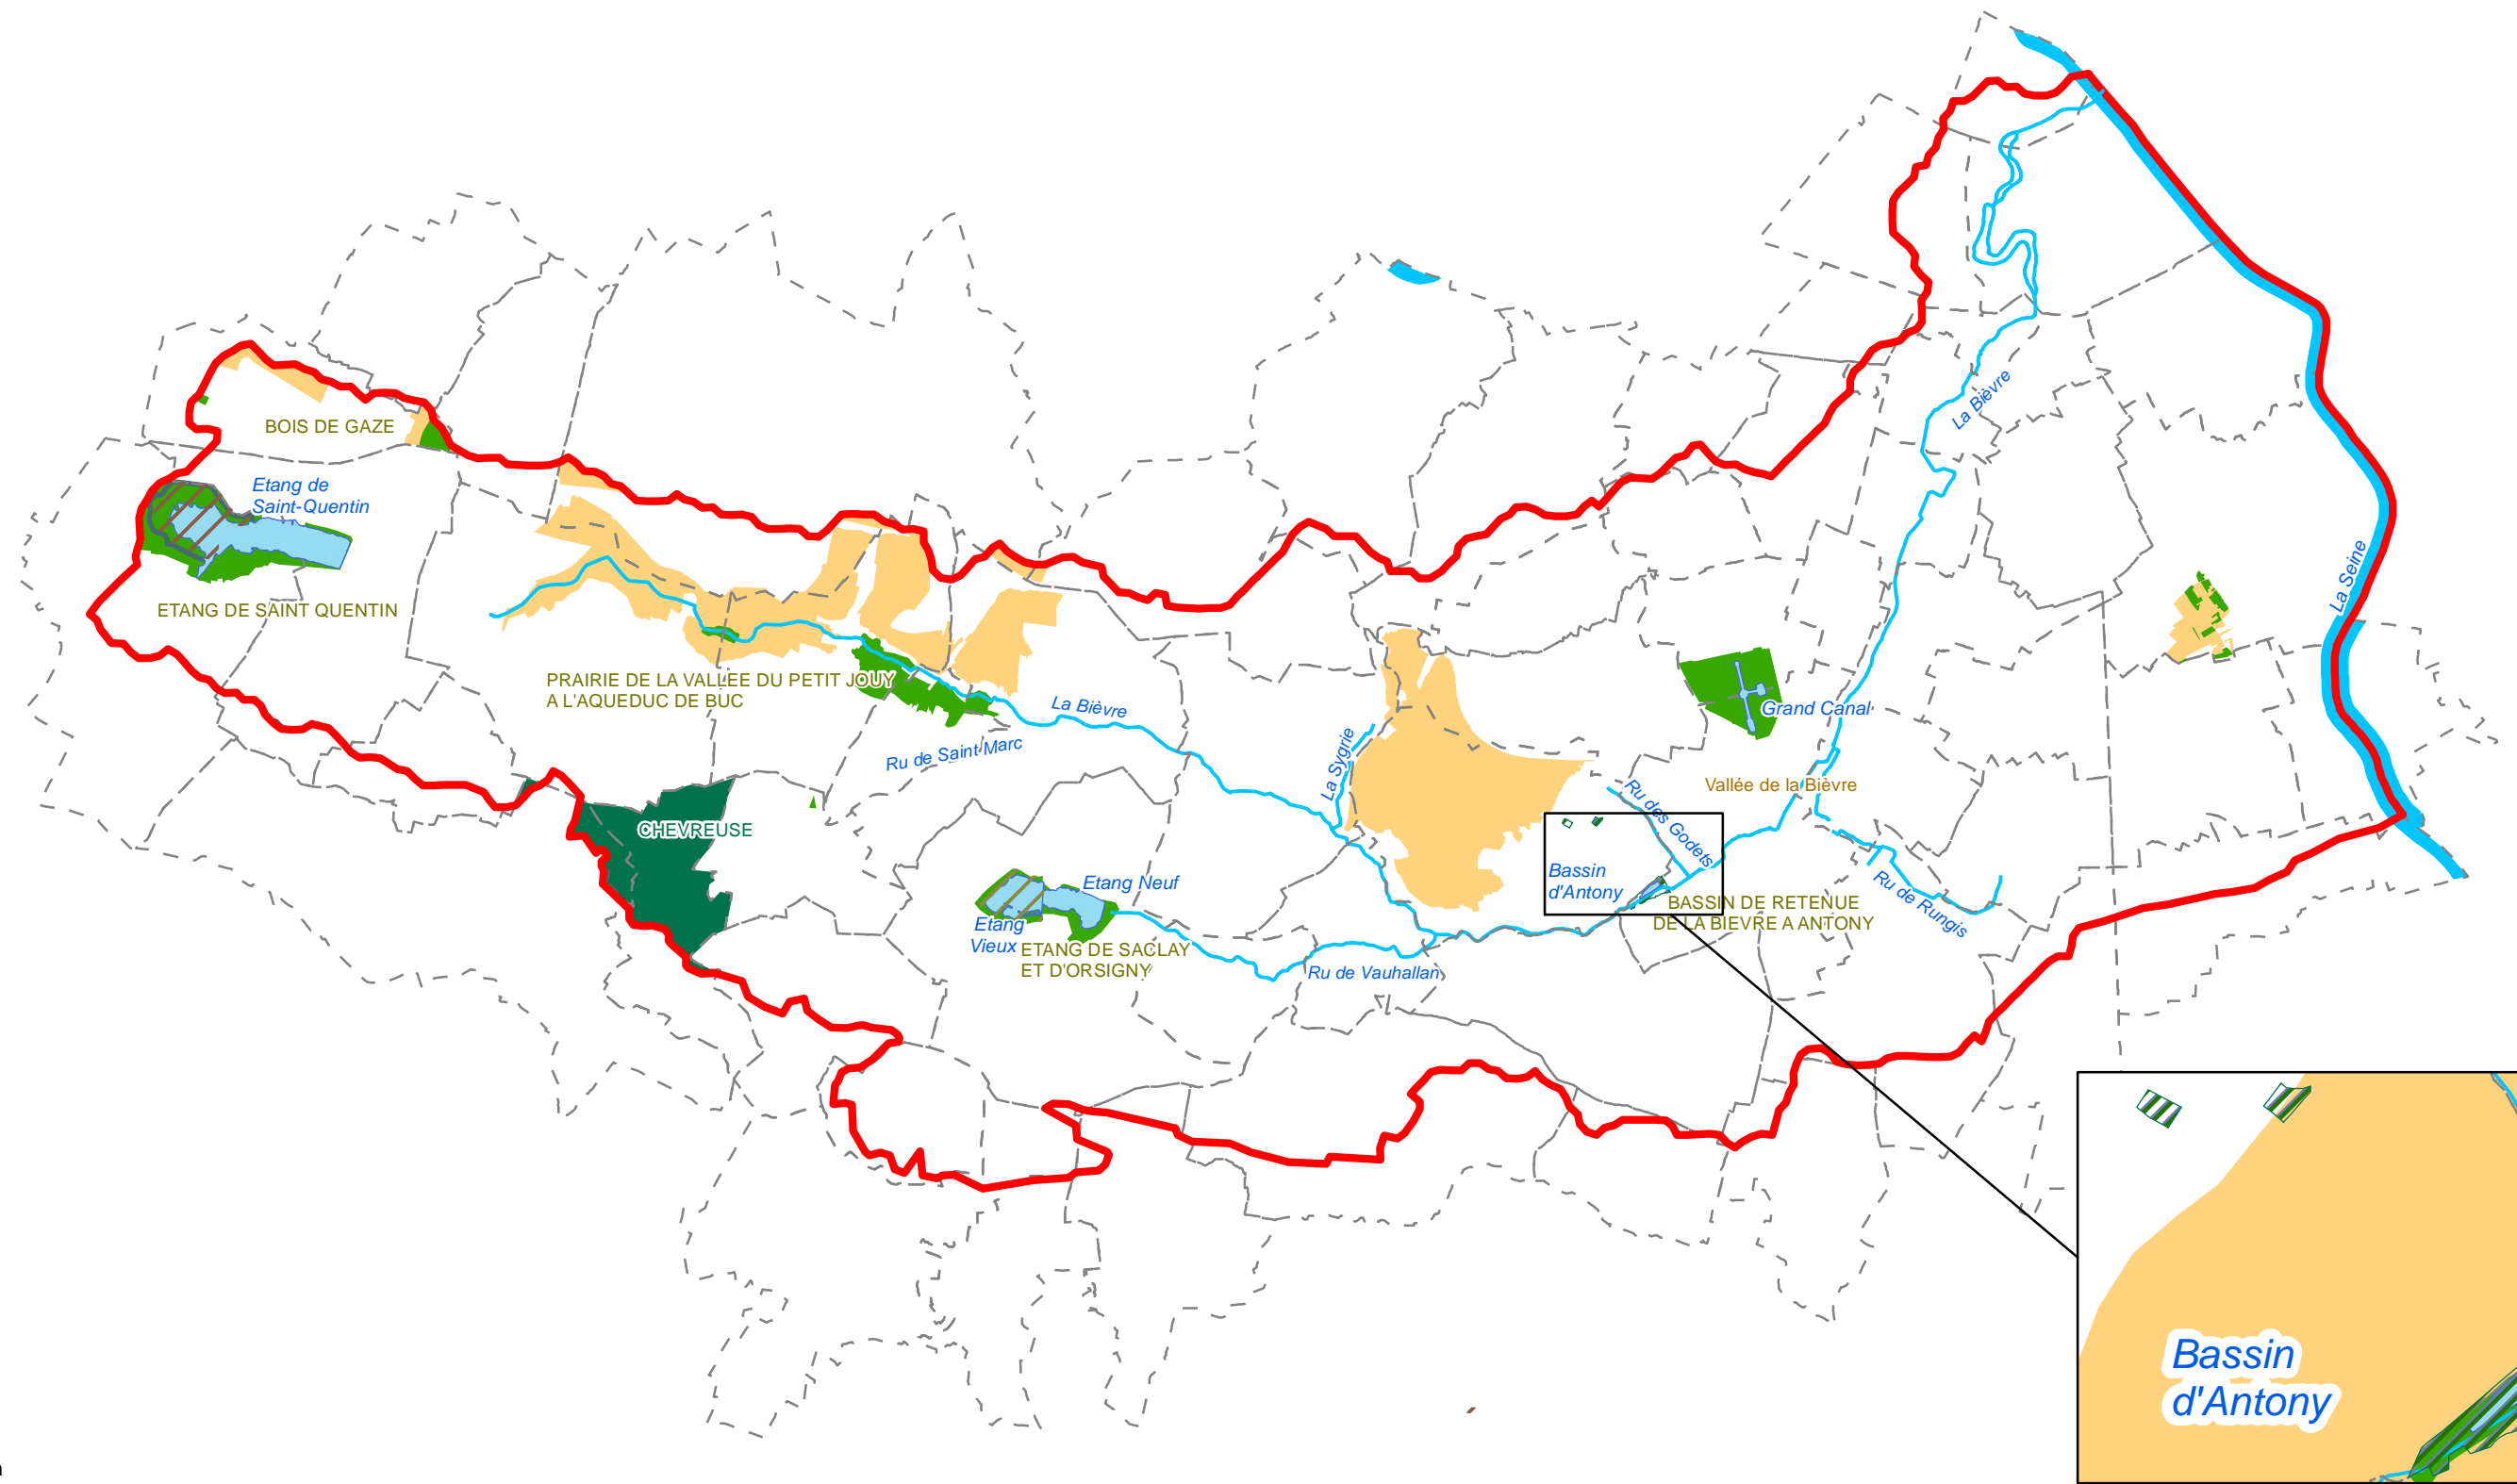 La Bièvre
BOIS DE GAZE
Etang de
Saint-Quentin
La Seine
ETANG DE SAINT QUENTIN
PRAIRIE DE LA VALLEE DU PETIT JOUY
A L'AQUEDUC DE BUC
La Bièvre
Grand Canal
Ru de Saint Marc
La Sygrie
Vallée de la Bièvre
Ru des Godets
CHEVREUSE
Bassin
d'Antony
Etang Neuf
BASSIN DE RETENUE
DE LA BIEVRE A ANTONY
Ru de Rungis
Etang
Vieux
ETANG DE SACLAY
ET D'ORSIGNY
Ru de Vauhallan
Bassin
d'Antony